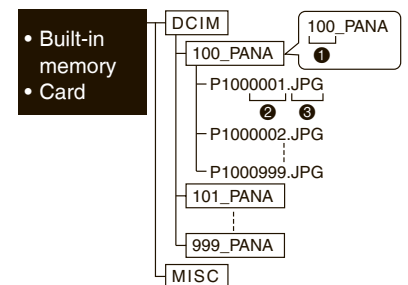 • Built-in
memory
• Card
DCIM
100_PANA
100_PANA
❶
P1000001.JPG
❷ ❸
P1000002.JPG
P1000999.JPG
101_PANA
999_PANA
MISC